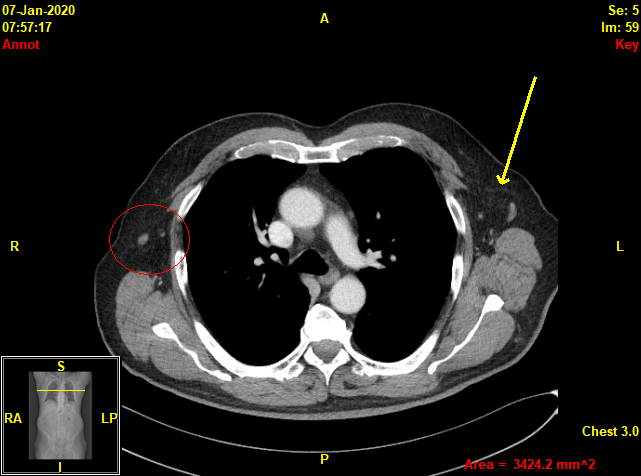 07-Jan-2020
07:57:17
Annot
A
Se: 5
Im: 59
Key
R
L
S
RA
LP
I
P
Chest 3.0
Area = 3424.2 mm^2